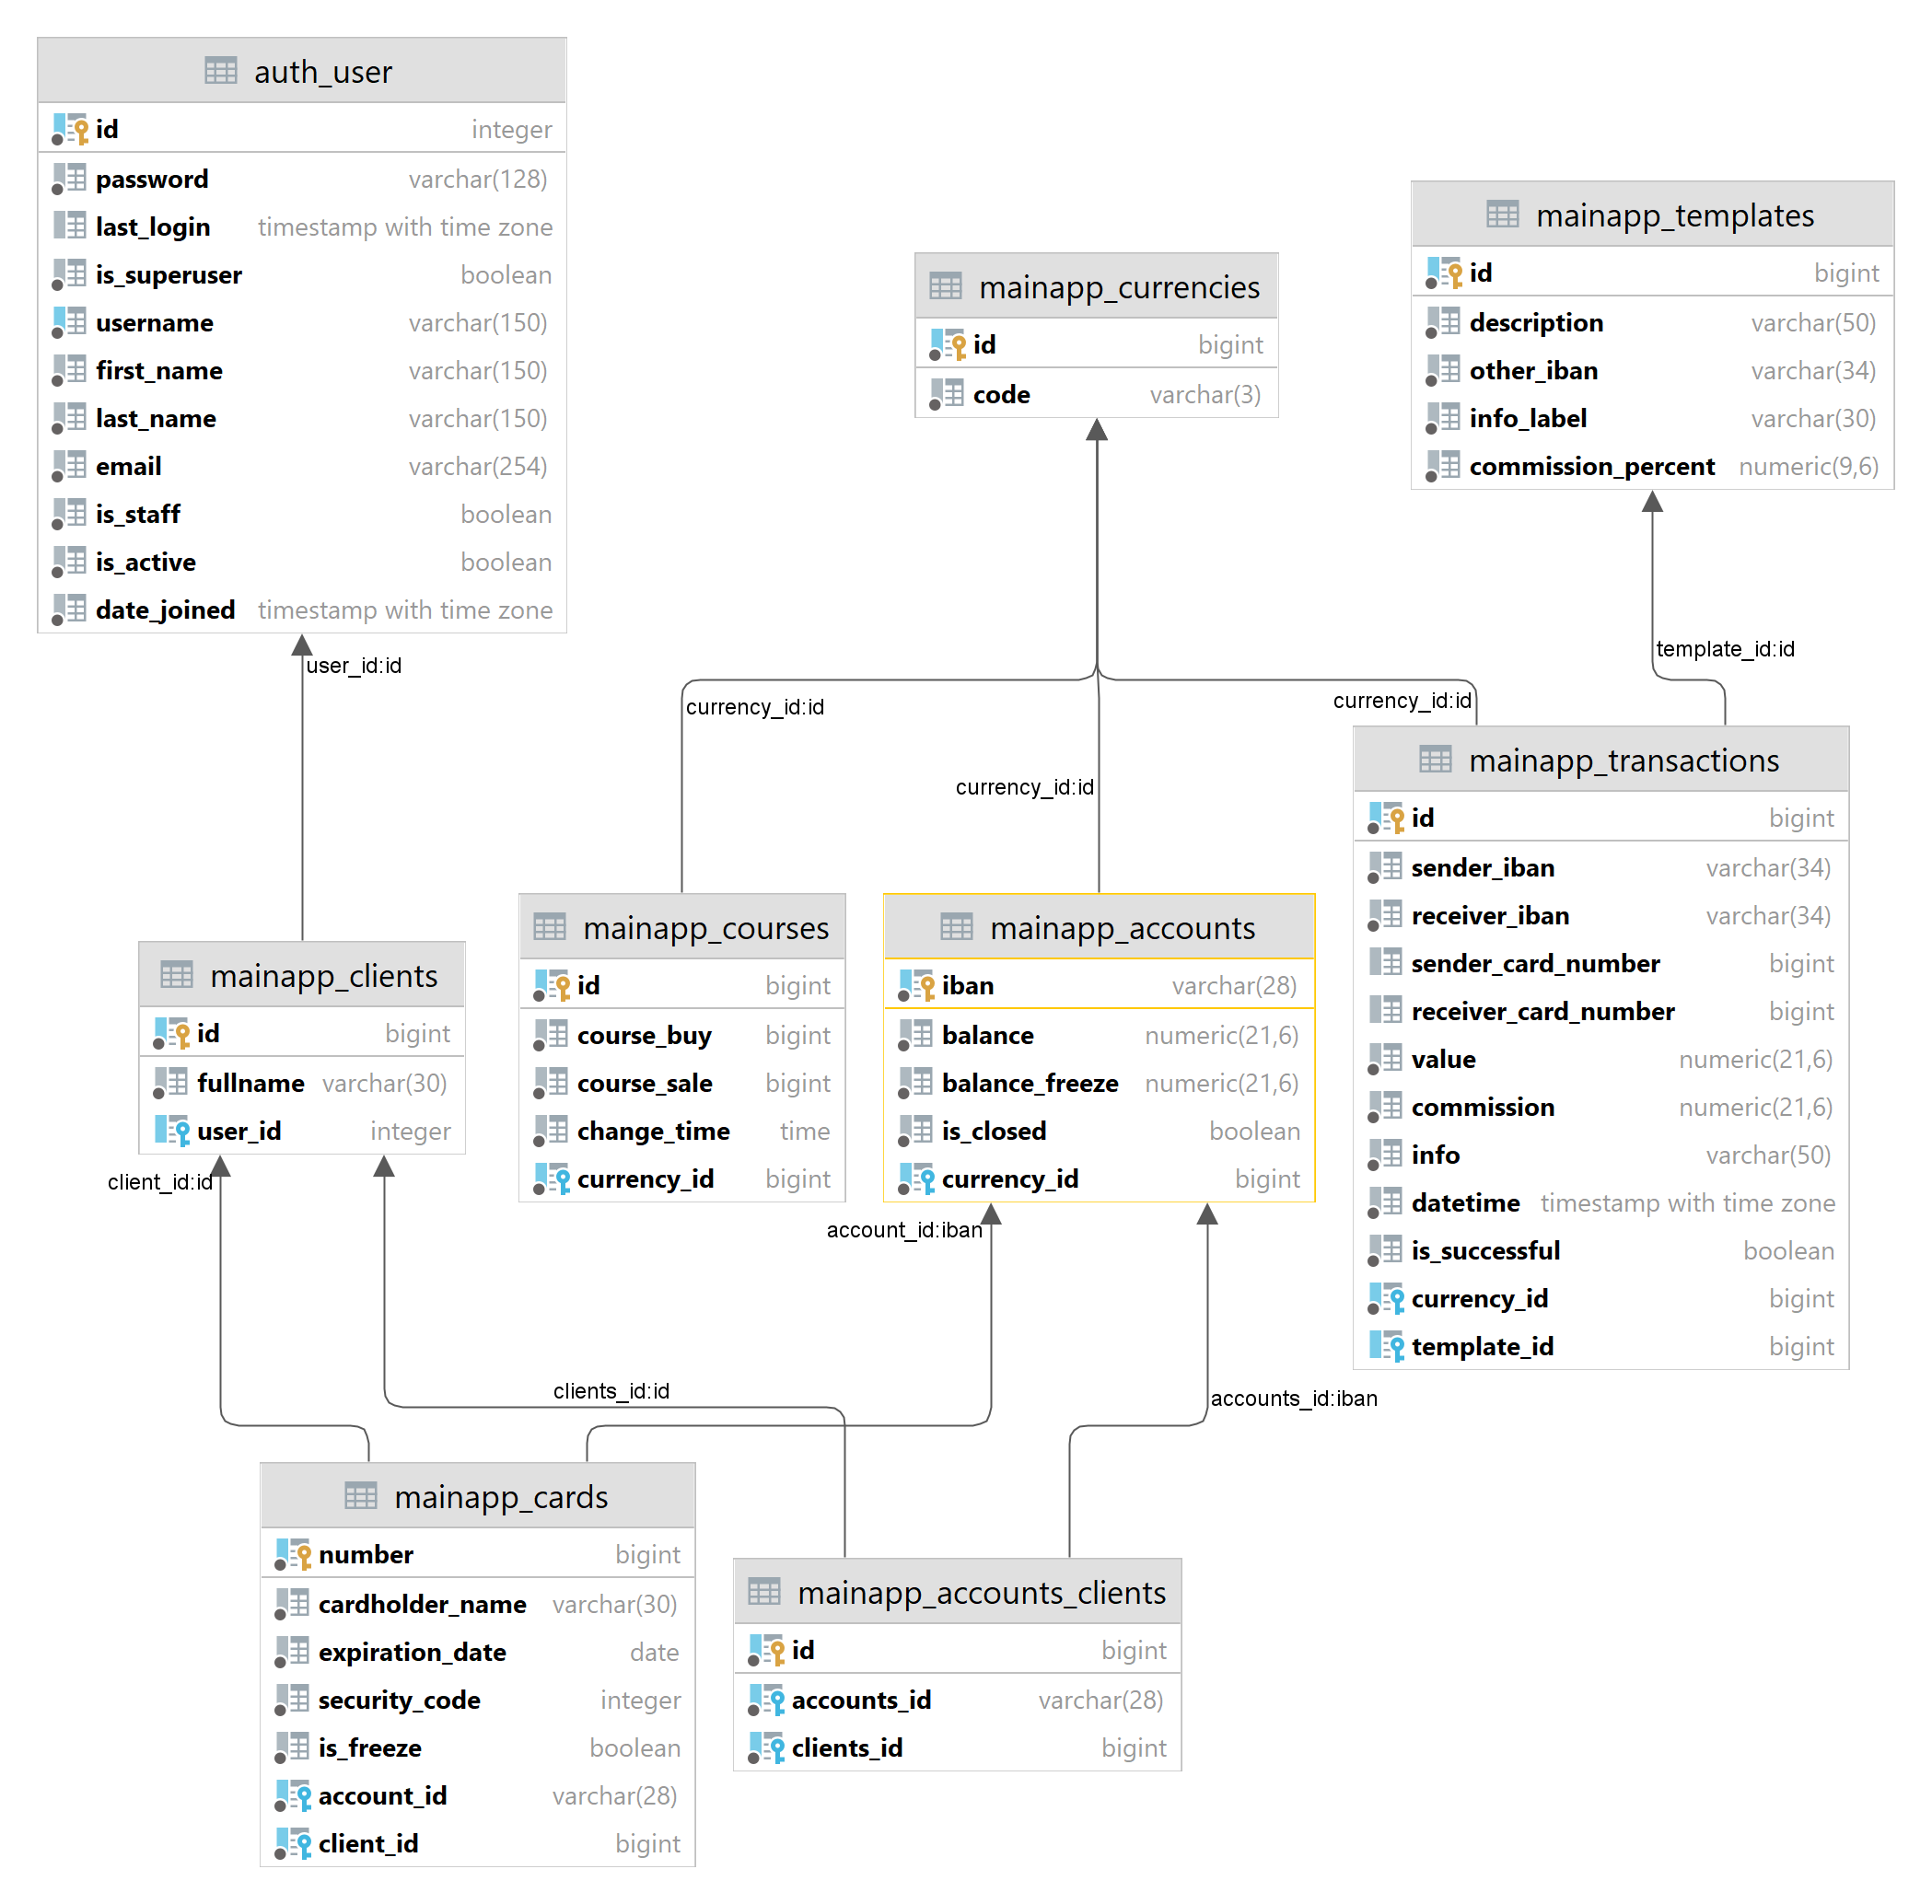 auth_user
id integer
password varchar(128)
last_login timestamp with time zone
is_superuser boolean
username varchar(150)
first_name varchar(150)
last_name varchar(150)
email varchar(254)
is_staff boolean
is_active boolean
date_joined timestamp with time zone
mainapp_currencies
id bigint
code varchar(3)
mainapp_templates
id bigint
description varchar(50)
other_iban varchar(34)
info_label varchar(30)
commission_percent numeric(9,6)
user_id:id
currency_id:id
currency_id:id
currency_id:id
template_id:id
mainapp_clients
id bigint
fullname varchar(30)
user_id integer
mainapp_courses
id bigint
course_buy bigint
course_sale bigint
change_time time
currency_id bigint
mainapp_accounts
iban varchar(28)
balance numeric(21,6)
balance_freeze numeric(21,6)
is_closed boolean
currency_id bigint
mainapp_transactions
id bigint
sender_iban varchar(34)
receiver_iban varchar(34)
sender_card_number bigint
receiver_card_number bigint
value numeric(21,6)
commission numeric(21,6)
info varchar(50)
datetime timestamp with time zone
is_successful boolean
currency_id bigint
template_id bigint
client_id:id
clients_id:id
account_id:iban
accounts_id:iban
mainapp_cards
number bigint
cardholder_name varchar(30)
expiration_date date
security_code integer
is_freeze boolean
account_id varchar(28)
client_id bigint
mainapp_accounts_clients
id bigint
accounts_id varchar(28)
clients_id bigint